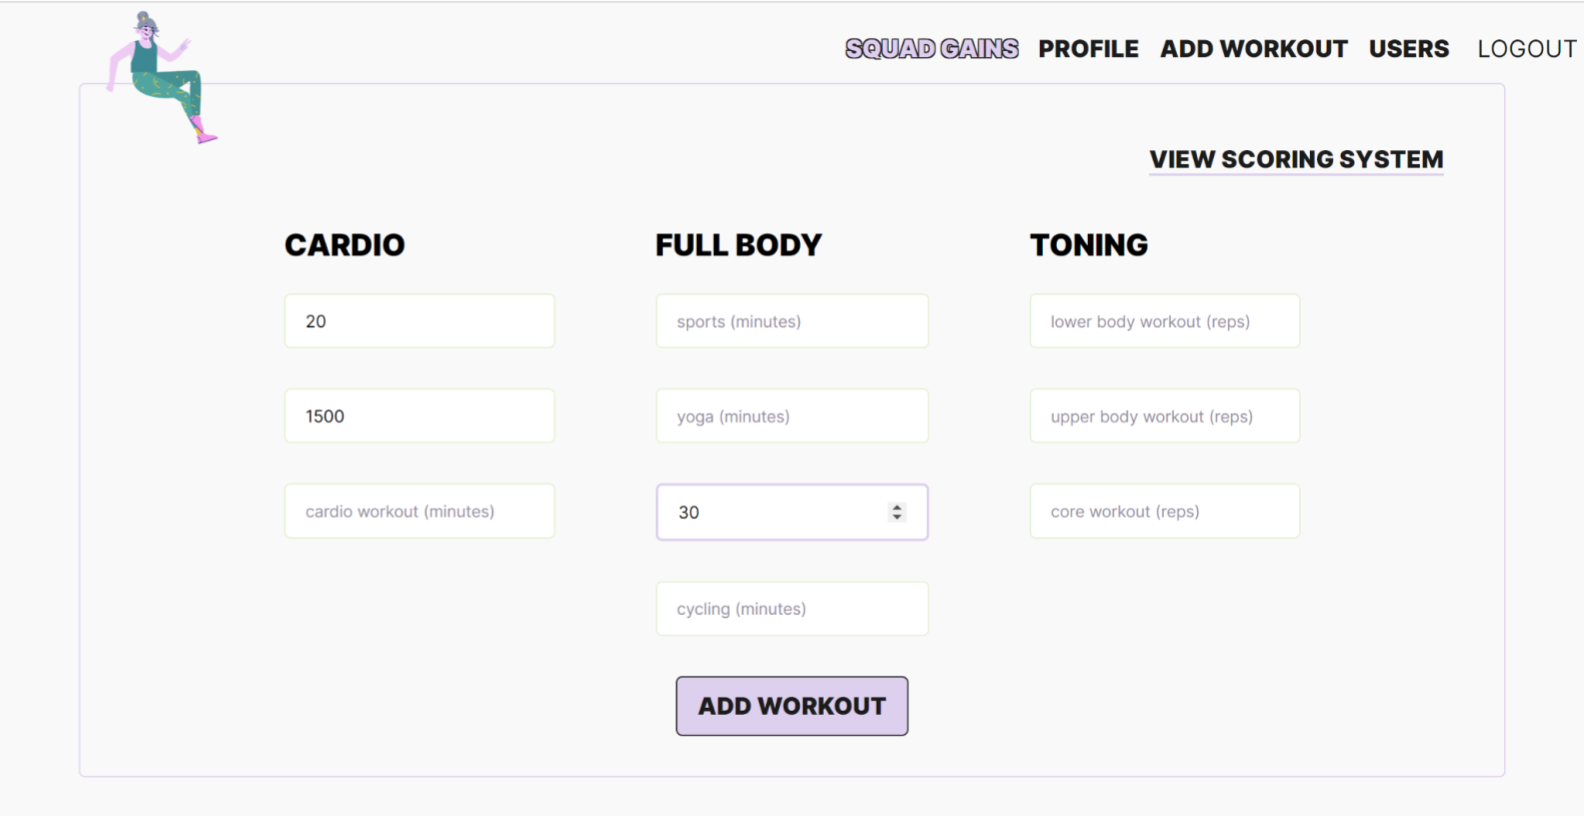 SQUAD GAINS PROFILE ADD WORKOUT USERS LOGOUT
VIEW SCORING SYSTEM
CARDIO
20
1500
cardio workout (minutes)
FULL BODY
sports (minutes)
yoga (minutes)
30
cycling (minutes)
TONING
lower body workout (reps)
upper body workout (reps)
core workout (reps)
ADD WORKOUT